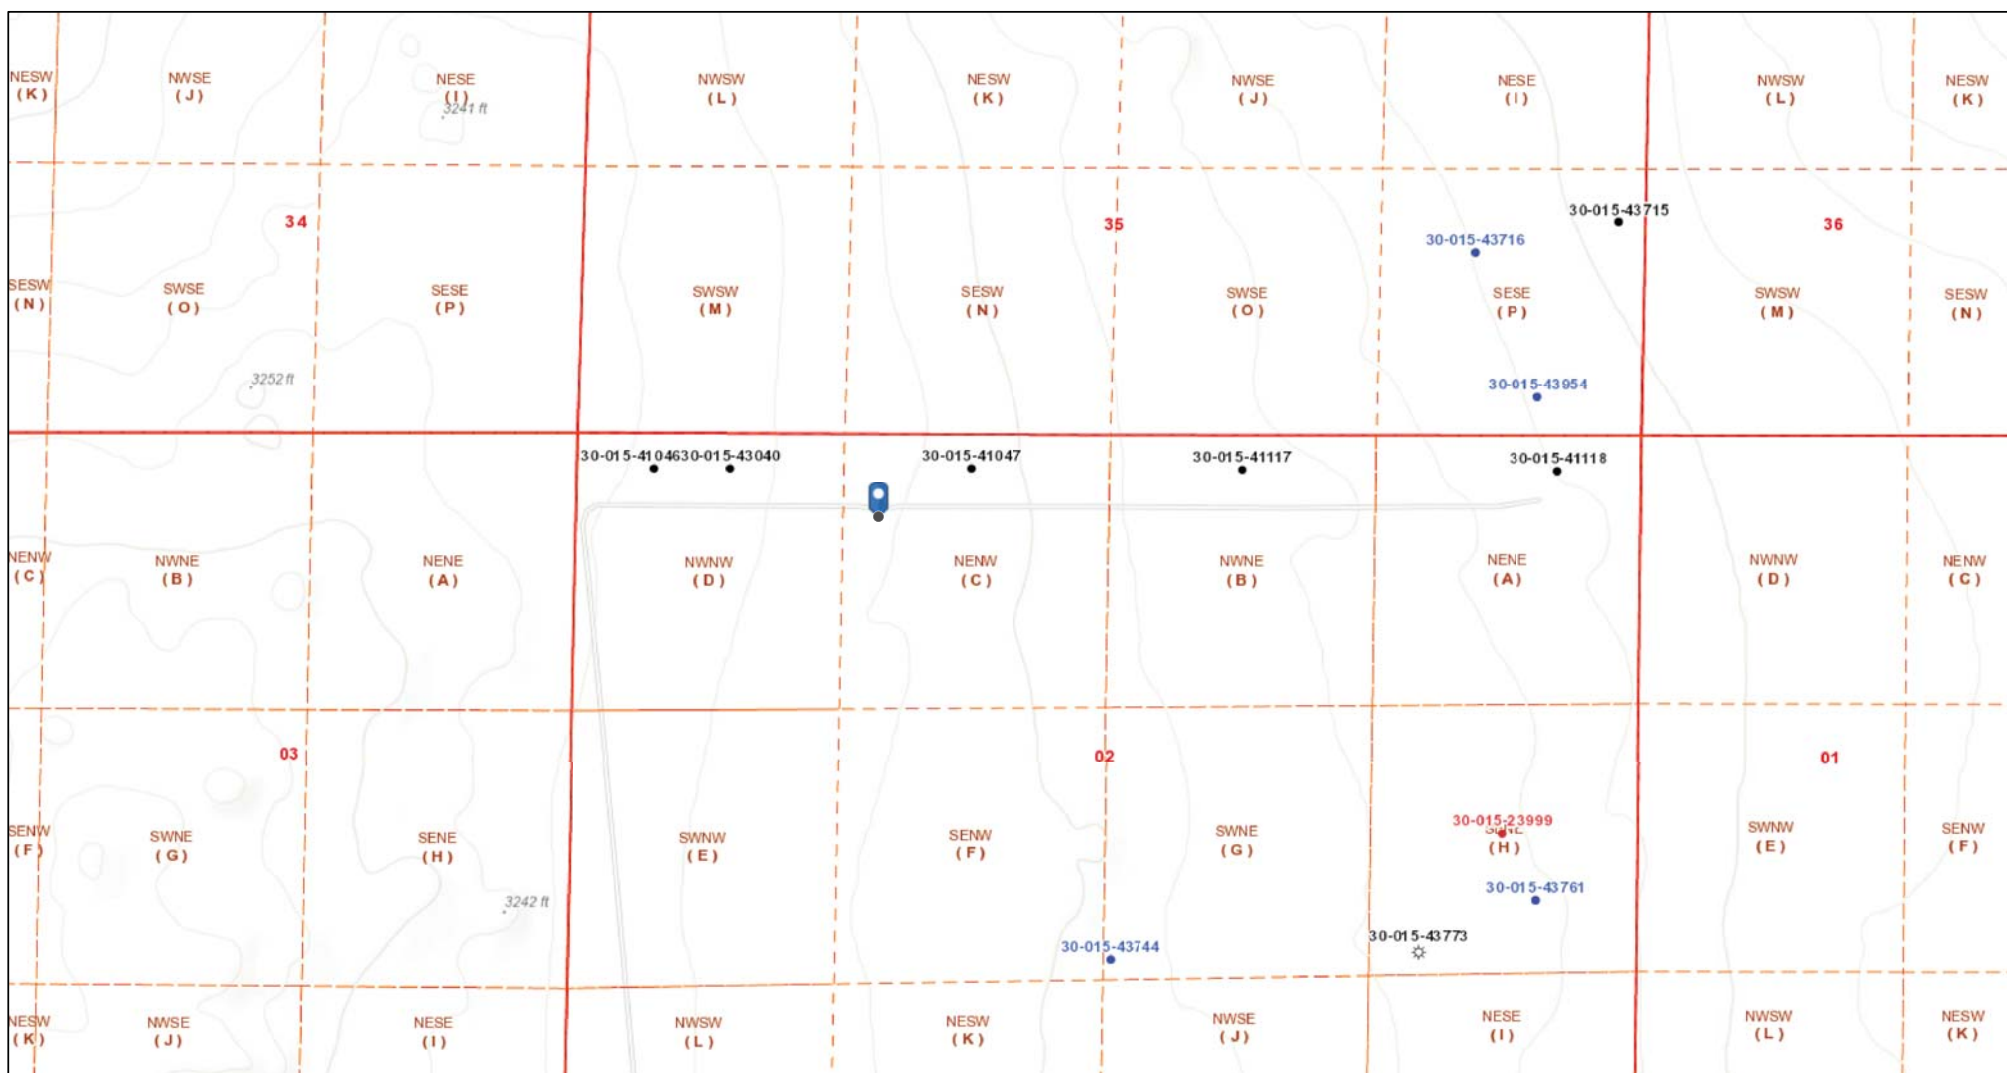 NESW
(K)
NWSE
(J)
NESE
(I)
3241 ft
NWSW
(L)
NESW
(K)
NWSE
(J)
NESE
(I)
NWSW
(L)
NESW
(K)
34
35
36
30-015-43715
30-015-43716
SESW
(N)
SWSE
(O)
SESE
(P)
SWSW
(M)
SESW
(N)
SWSE
(O)
SESE
(P)
SWSW
(M)
SESW
(N)
3252 ft
30-015-43954
30-015-41046
30-015-43040
30-015-41047
30-015-41117
30-015-41118
NENW
(C)
NWNE
(B)
NENE
(A)
NWNW
(D)
NENW
(C)
NWNE
(B)
NENE
(A)
NWNW
(D)
NENW
(C)
03
02
01
30-015-23999
SENW
(F)
SWNE
(G)
SENE
(H)
SWNW
(E)
SENW
(F)
SWNE
(G)
SENE
(H)
SWNW
(E)
SENW
(F)
30-015-43761
3242 ft
30-015-43744
30-015-43773
NESW
(K)
NWSE
(J)
NESE
(I)
NWSW
(L)
NESW
(K)
NWSE
(J)
NESE
(I)
NWSW
(L)
NESW
(K)